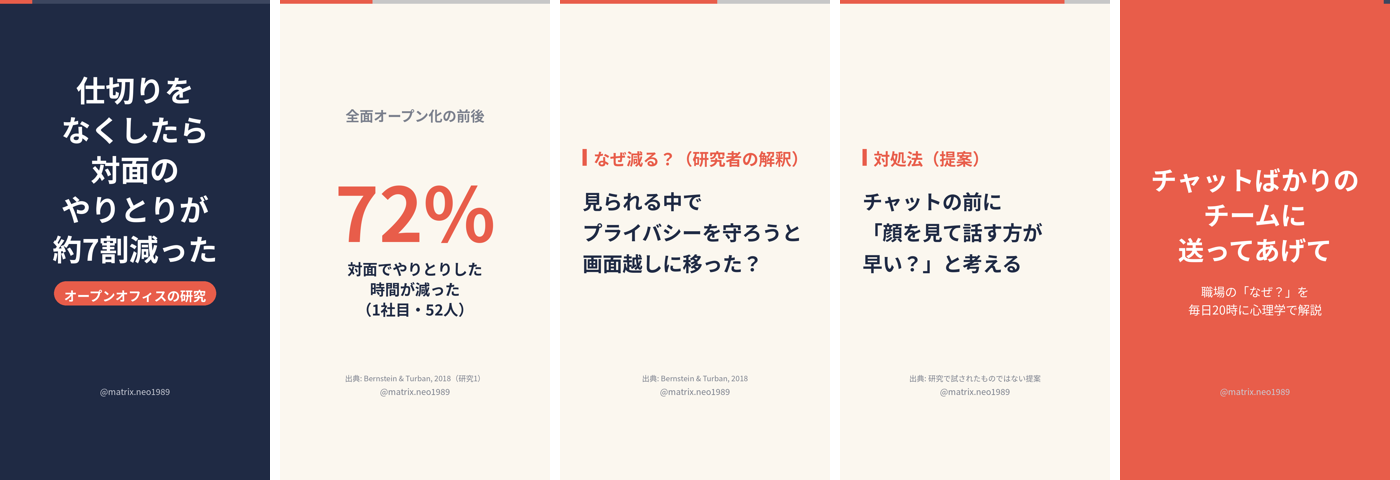 仕切りを
なくしたら
対面の
やりとりが
約7割減った
オープンオフィスの研究
@matrix.neo1989
全面オープン化の前後
72%
対面でやりとりした
時間が減った
（1社目・52人）
出典: Bernstein & Turban, 2018（研究1）
@matrix.neo1989
なぜ減る？（研究者の解釈）
見られる中で
プライバシーを守ろうと
画面越しに移った？
出典: Bernstein & Turban, 2018
@matrix.neo1989
対処法（提案）
チャットの前に
「顔を見て話す方が
早い？」と考える
出典: 研究で試されたものではない提案
@matrix.neo1989
チャットばかりの
チームに
送ってあげて
職場の「なぜ？」を
毎日20時に心理学で解説
@matrix.neo1989